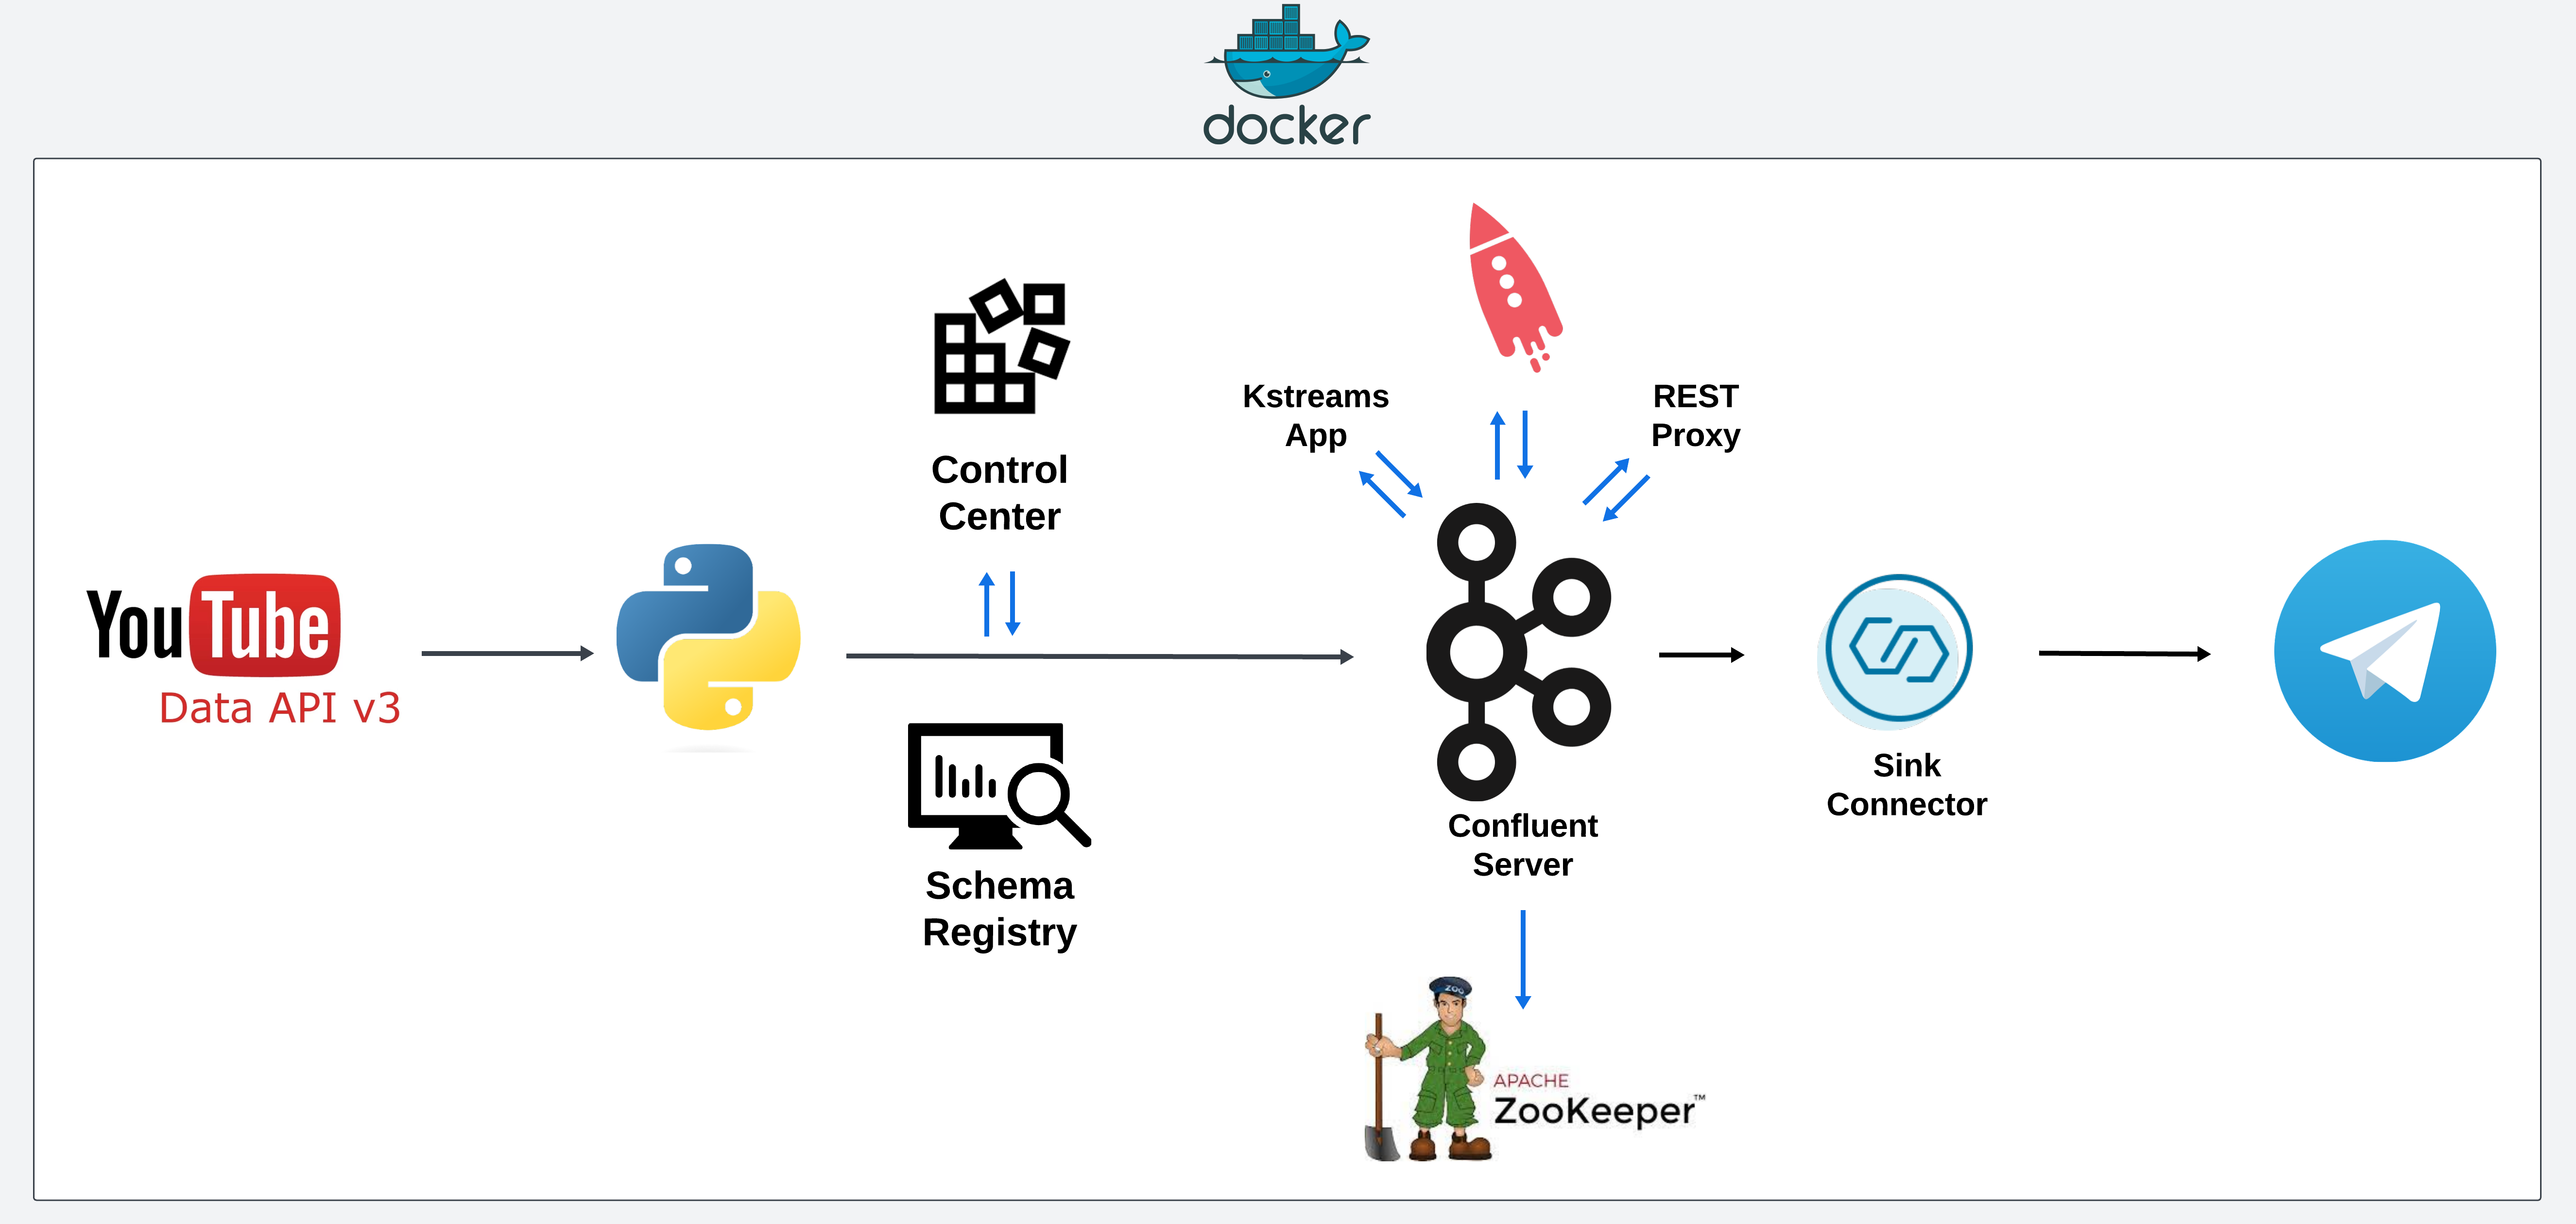 docker
Control
Center
Kstreams
App
REST
Proxy
YouTube
Data API v3
Schema
Registry
Confluent
Server
Sink
Connector
ZOO
APACHE
ZooKeeper™